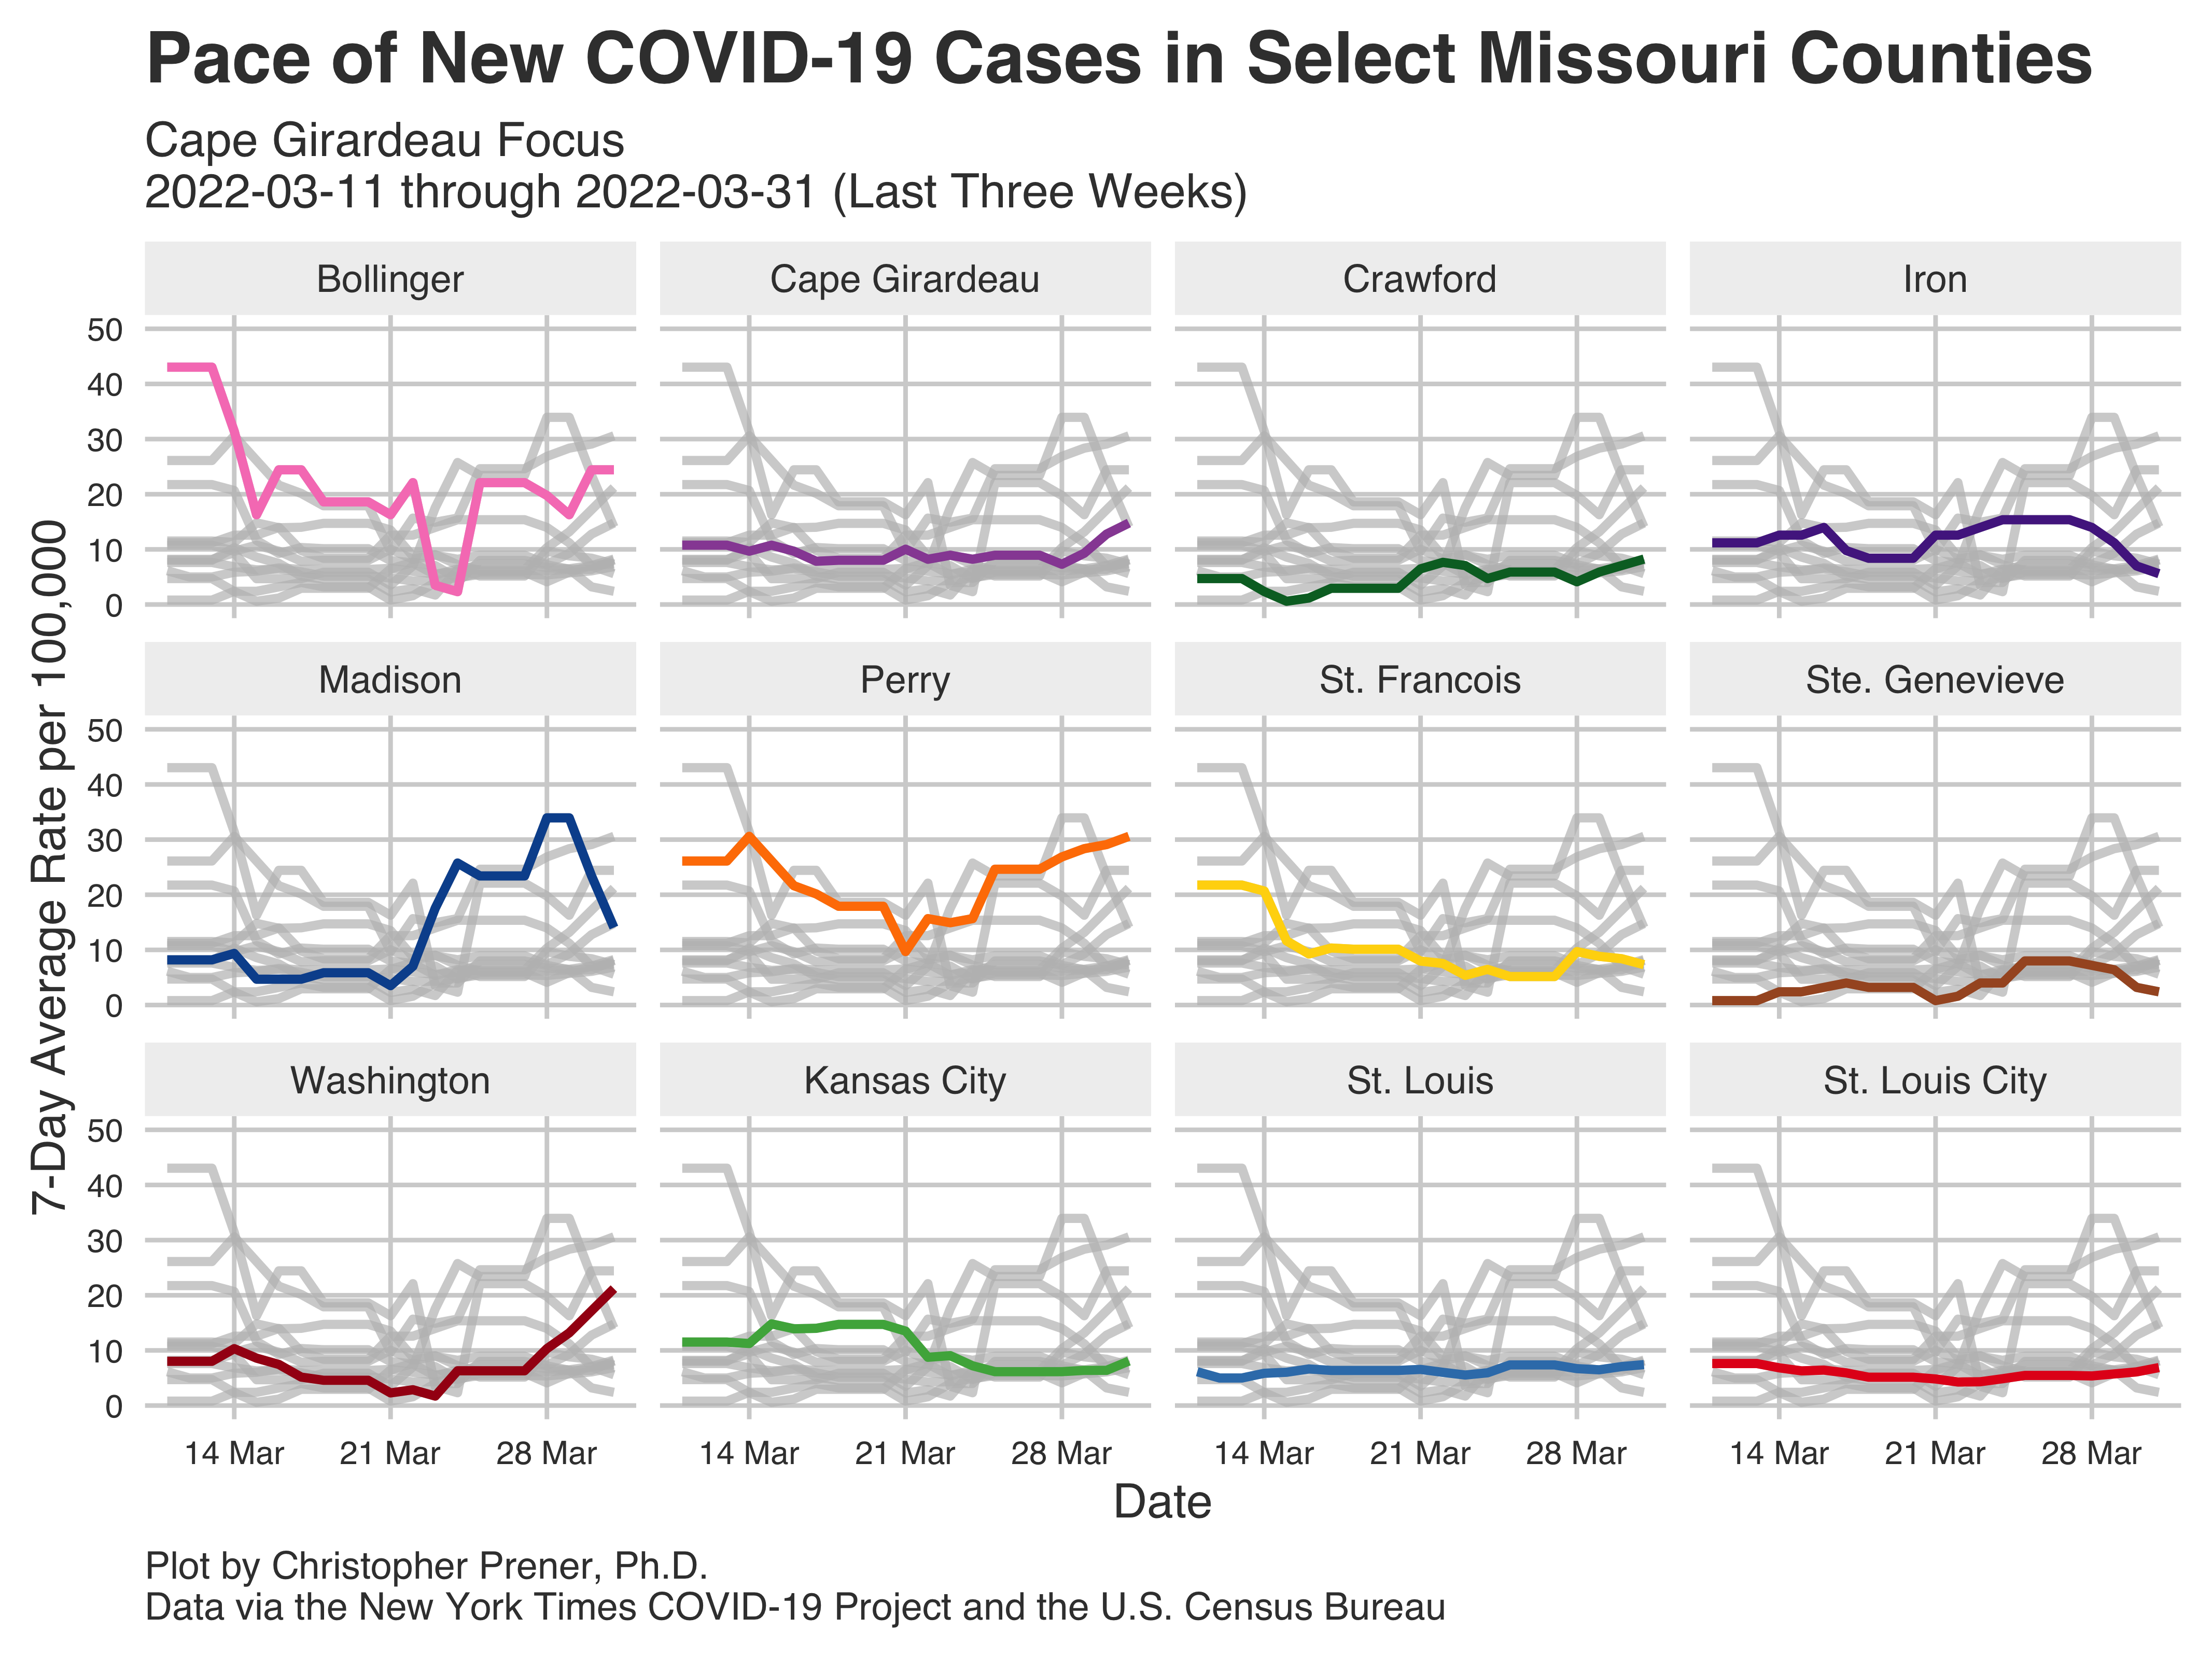 Pace of New COVID-19 Cases in Select Missouri Counties
Cape Girardeau Focus
2022-03-11 through 2022-03-31 (Last Three Weeks)
7-Day Average Rate per 100,000
Bollinger
Cape Girardeau
Crawford
Iron
50
40
30
20
10
0
Madison
Perry
St. Francois
Ste. Genevieve
50
40
30
20
10
0
Washington
Kansas City
St. Louis
St. Louis City
50
40
30
20
10
0
14 Mar 21 Mar 28 Mar
14 Mar 21 Mar 28 Mar
14 Mar 21 Mar 28 Mar
14 Mar 21 Mar 28 Mar
Date
Plot by Christopher Prener, Ph.D.
Data via the New York Times COVID-19 Project and the U.S. Census Bureau